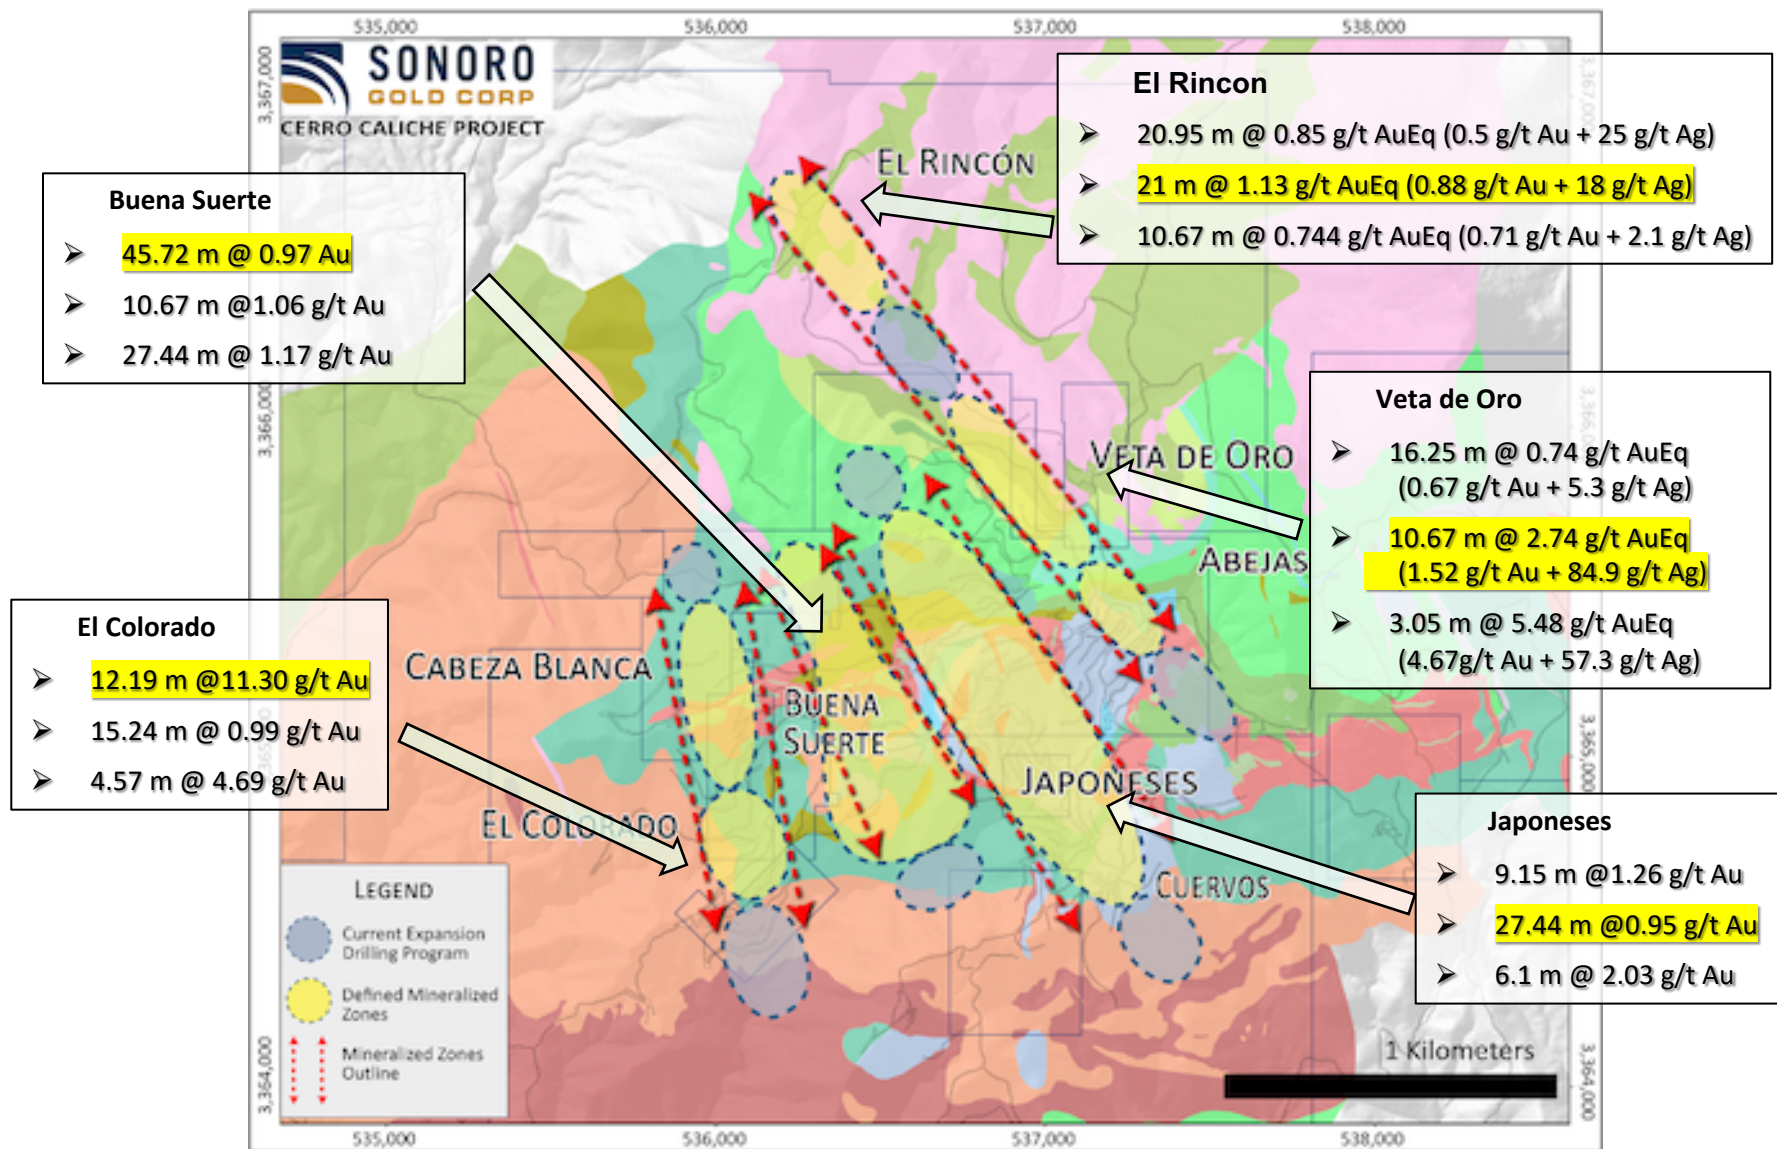 535,000
536,000
537,000
538,000
3,367,000
3,366,000
3,364,000
SONORO
GOLD CORP
CERRO CALICHE PROJECT
El Rincon
➢ 20.95 m @ 0.85 g/t AuEq (0.5 g/t Au + 25 g/t Ag)
➢ 21 m @ 1.13 g/t AuEq (0.88 g/t Au + 18 g/t Ag)
➢ 10.67 m @ 0.744 g/t AuEq (0.71 g/t Au + 2.1 g/t Ag)
EL RINCÓN
Buena Suerte
➢ 45.72 m @ 0.97 Au
➢ 10.67 m @1.06 g/t Au
➢ 27.44 m @ 1.17 g/t Au
Veta de Oro
➢ 16.25 m @ 0.74 g/t AuEq
(0.67 g/t Au + 5.3 g/t Ag)
➢ 10.67 m @ 2.74 g/t AuEq
(1.52 g/t Au + 84.9 g/t Ag)
➢ 3.05 m @ 5.48 g/t AuEq
(4.67g/t Au + 57.3 g/t Ag)
VETA DE ORO
ABEJAS
El Colorado
➢ 12.19 m @11.30 g/t Au
➢ 15.24 m @ 0.99 g/t Au
➢ 4.57 m @ 4.69 g/t Au
CABEZA BLANCA
BUENA
SUERTE
JAPONESES
EL COLORADO
CUERVOS
Japoneses
➢ 9.15 m @1.26 g/t Au
➢ 27.44 m @0.95 g/t Au
➢ 6.1 m @ 2.03 g/t Au
LEGEND
Current Expansion
Drilling Program
Defined Mineralized
Zones
Mineralized Zones
Outline
1 Kilometers
3,365,000
3,364,000
535,000
536,000
537,000
538,000